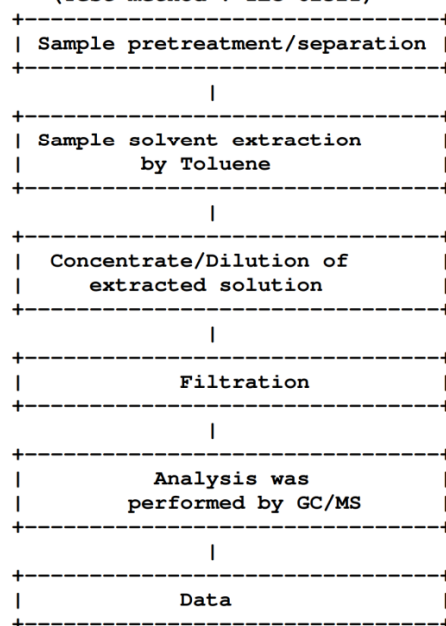 Sample pretreatment/separation
Sample solvent extraction
by Toluene
Concentrate/Dilution of
extracted solution
Filtration
Analysis was
performed by GC/MS
Data